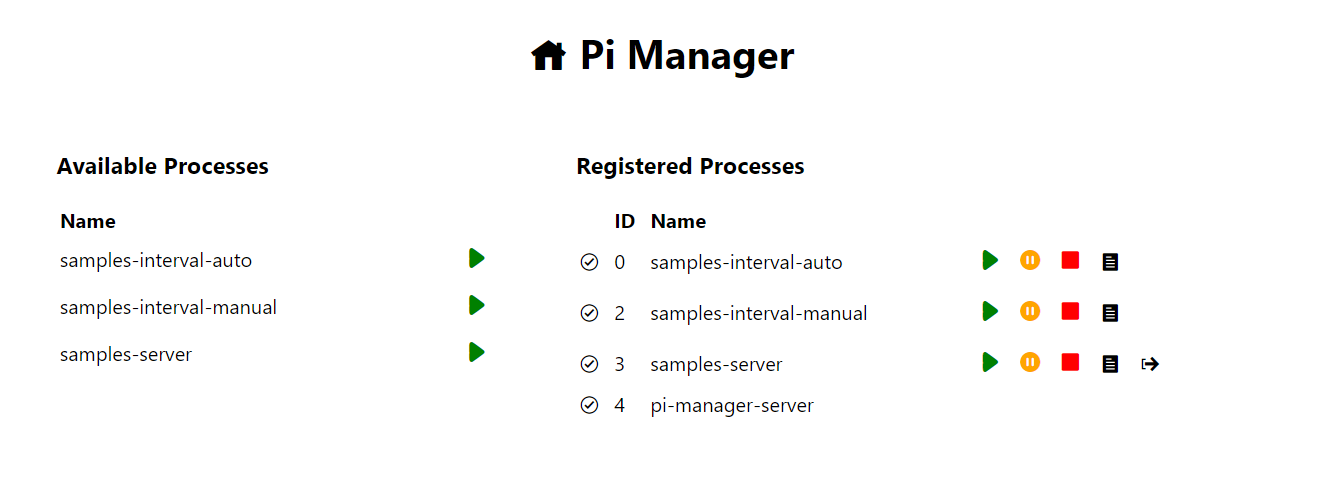 Pi Manager
Available Processes
Name
samples-interval-auto
samples-interval-manual
samples-server
Registered Processes
ID Name
0 samples-interval-auto
2 samples-interval-manual
3 samples-server
4 pi-manager-server